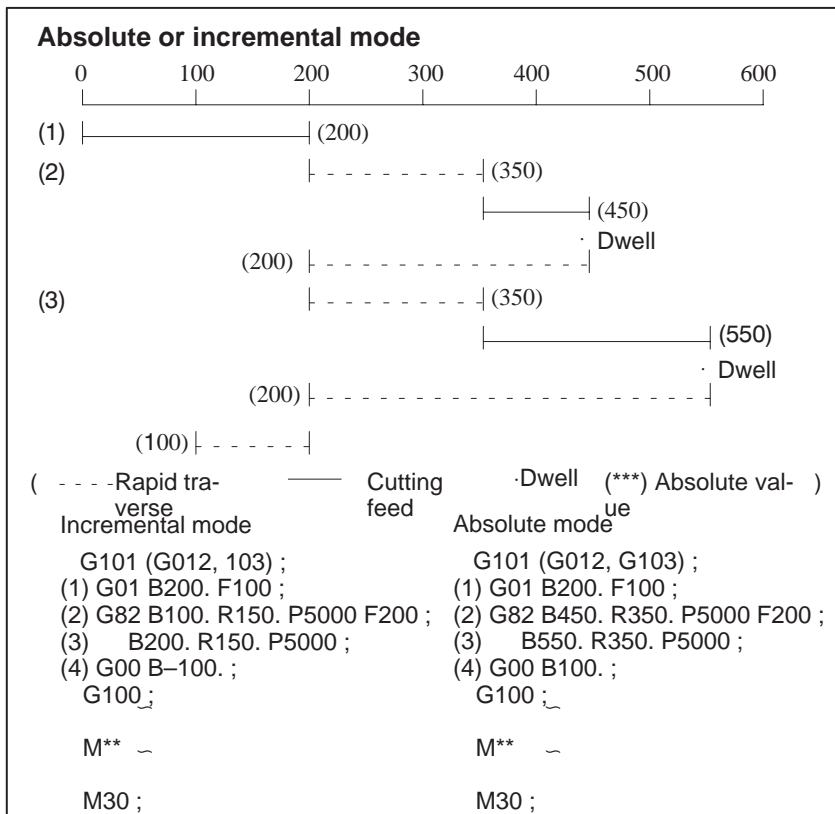 Absolute or incremental mode
0 100 200 300 400 500 600
(1) (200)
(2) (350)
(450)
· Dwell
(200)
(3) (350)
(550)
· Dwell
(200)
(100)
( - - - -Rapid tra- —— Cutting ·Dwell (***) Absolute val- )
verse feed ue
Incremental mode Absolute mode
G101 (G012, 103) ; G101 (G012, G103) ;
(1) G01 B200. F100 ; (1) G01 B200. F100 ;
(2) G82 B100. R150. P5000 F200 ; (2) G82 B450. R350. P5000 F200 ;
(3) B200. R150. P5000 ; (3) B550. R350. P5000 ;
(4) G00 B–100. ; (4) G00 B100. ;
G100 ; G100 ;
M** M**
M30 ; M30 ;